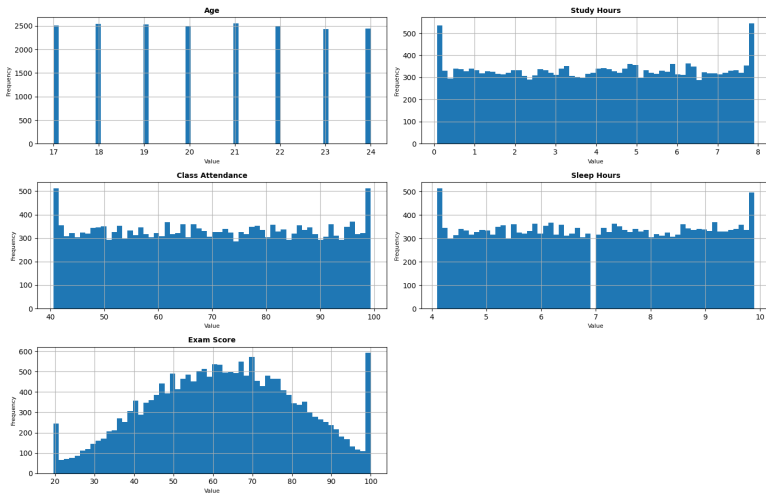 Age
Frequency
2500
2000
1500
1000
500
0
17 18 19 20 21 22 23 24
Value
Study Hours
Frequency
500
400
300
200
100
0
0 1 2 3 4 5 6 7 8
Value
Class Attendance
Frequency
500
400
300
200
100
0
40 50 60 70 80 90 100
Value
Sleep Hours
Frequency
500
400
300
200
100
0
4 5 6 7 8 9 10
Value
Exam Score
Frequency
600
500
400
300
200
100
0
20 30 40 50 60 70 80 90 100
Value